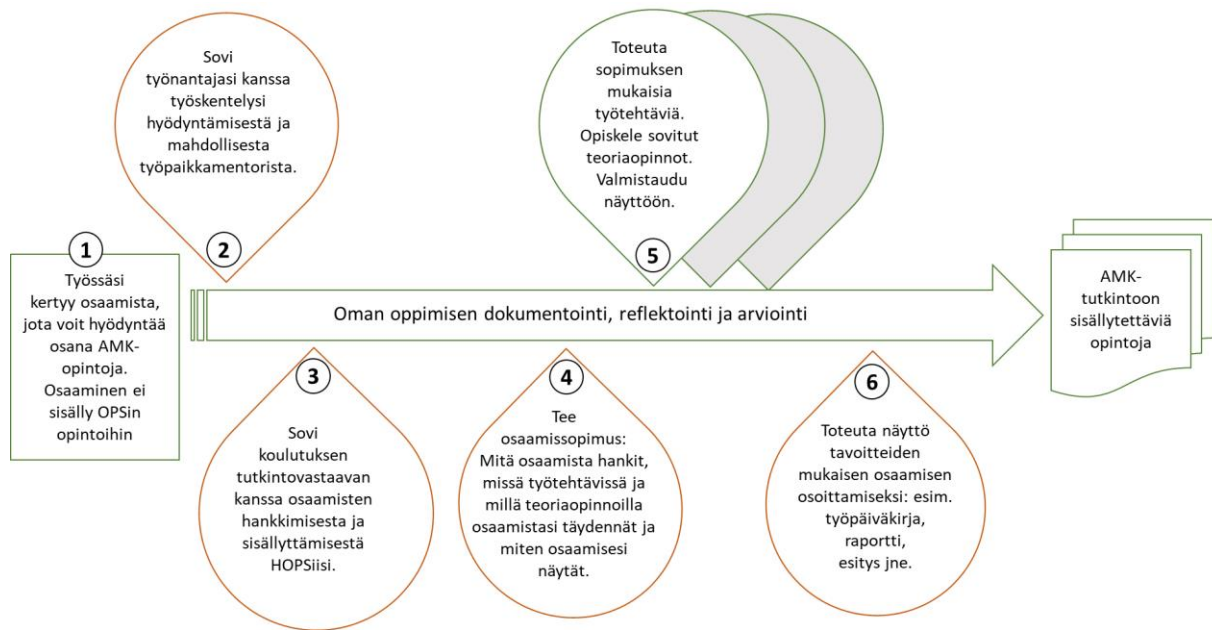 1
Työssäsi
kertyy osaamista,
jota voit hyödyntää
osana AMK-
opintoja.
Osaaminen ei
sisälly OPSin
opintoihin
Sovi
työnantajasi kanssa
työskentelysi
hyödyntämisestä ja
mahdollisesta
työpaikkamentorista.
2
3
Sovi
koulutuksen
tutkintovastaavan
kanssa osaamisten
hankkimisesta ja
sisällyttämisestä
HOPSiisi.
4
Tee
osaamissopimus:
Mitä osaamista hankit,
missä työtehtävissä ja
millä teoriaopinnoilla
osaamistasi täydennät ja
miten osaamisesi
näytät.
Toteuta
sopimuksen
mukaisia
työtehtäviä.
Opiskele sovitut
teoriaopinnot.
Valmistaudu
näyttöön.
5
6
Toteuta näyttö
tavoitteiden
mukaisen osaamisen
osoittamiseksi: esim.
työpäiväkirja,
raportti,
esitys jne.
Oman oppimisen dokumentointi, reflektointi ja arviointi
AMK-
tutkintoon
sisällytettäviä
opintoja